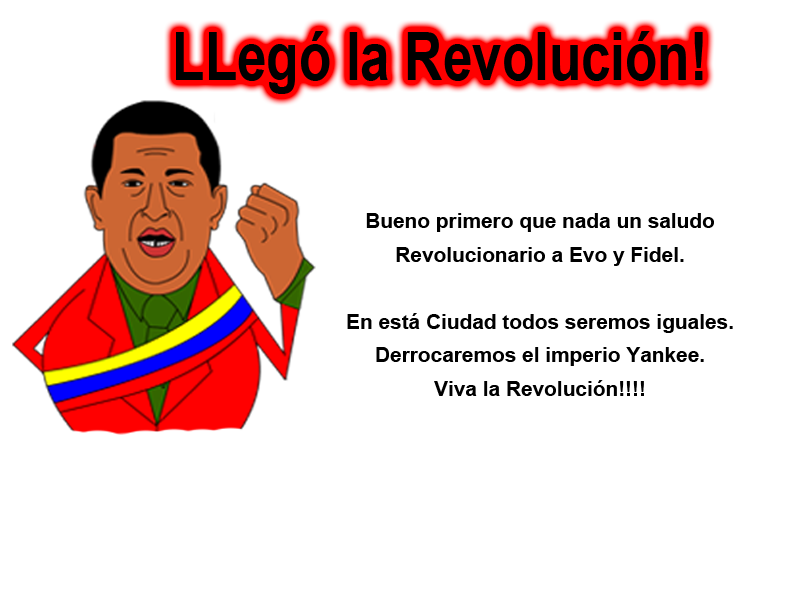 LLegó la Revolución!
Bueno primero que nada un saludo
Revolucionario a Evo y Fidel.
En está Ciudad todos seremos iguales.
Derrocaremos el imperio Yankee.
Viva la Revolución!!!!